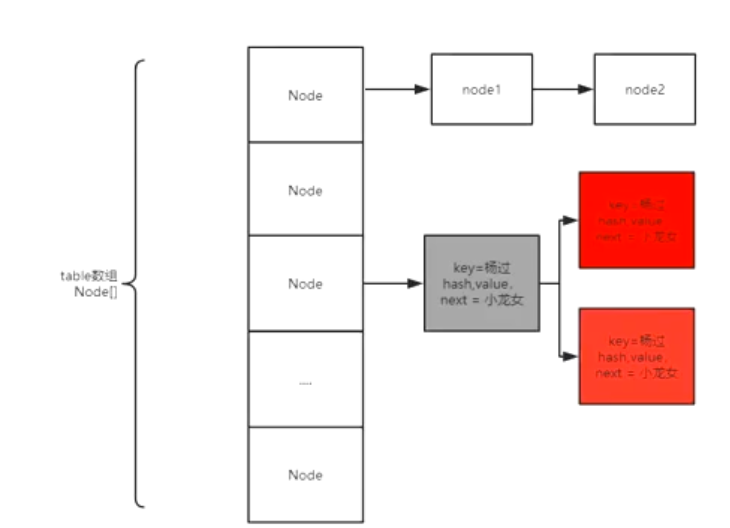 Node
node1
node2
Node
key=杨过
hash,value,
next = 小龙女
table数组
Node[]
Node
key=杨过
hash,value,
next = 小龙女
key=杨过
hash,value,
next = 小龙女
....
Node